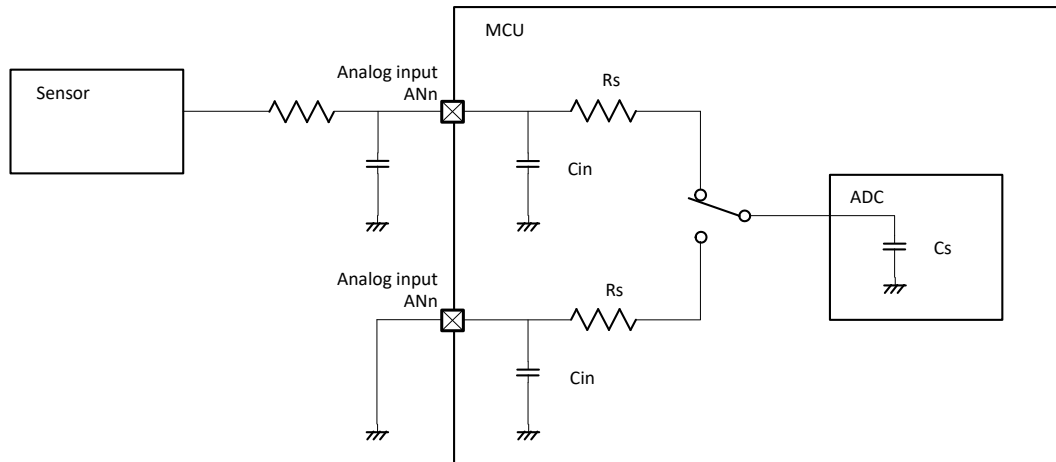 MCU
Sensor
Analog input
ANn
Rs
Cin
ADC
Cs
Analog input
ANn
Rs
Cin